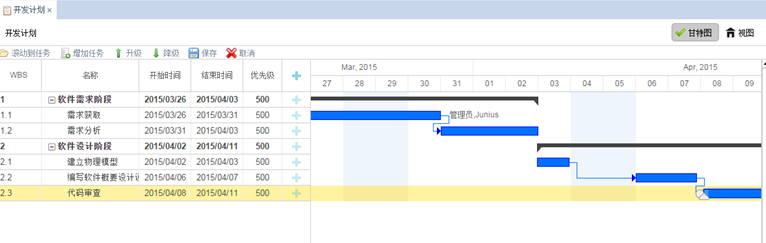 开发计划 ×
开发计划 甘特图 视图
滚动到任务 增加任务 升级 降级 保存 取消
WBS 名称 开始时间 结束时间 优先级
Mar, 2015 Apr, 2015
27 28 29 30 31 01 02 03 04 05 06 07 08 09
1 软件需求阶段 2015/03/26 2015/04/03 500
1.1 需求获取 2015/03/26 2015/03/31 500 管理员,Junius
1.2 需求分析 2015/03/31 2015/04/03 500
2 软件设计阶段 2015/04/02 2015/04/11 500
2.1 建立物理模型 2015/04/02 2015/04/03 500
2.2 编写软件概要设计 2015/04/06 2015/04/07 500
2.3 代码审查 2015/04/08 2015/04/11 500